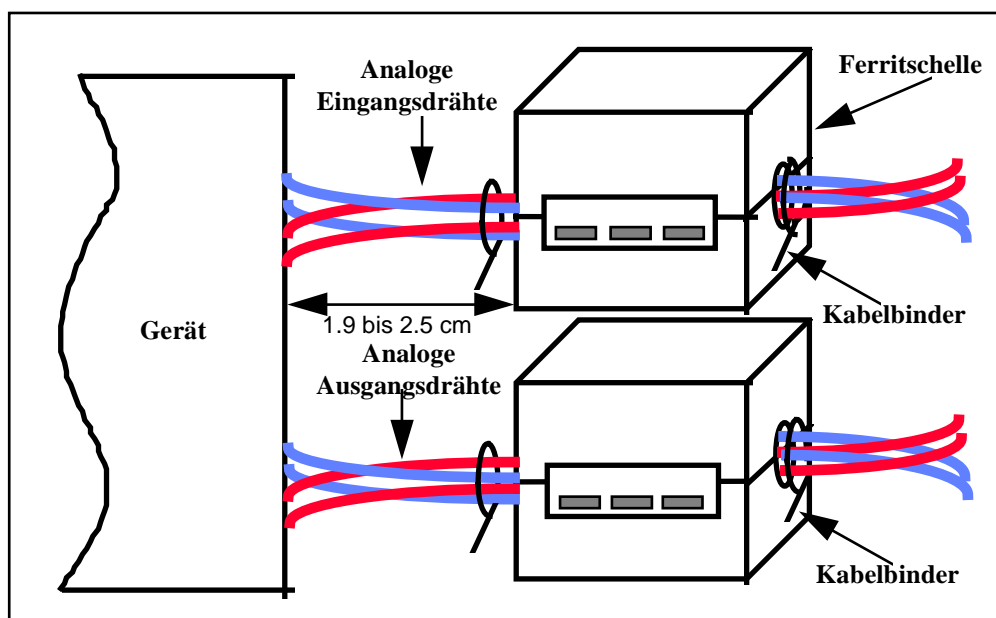 Analoge
Eingangsdrähte
Ferritschelle
Kabelbinder
Gerät
1.9 bis 2.5 cm
Analoge
Ausgangsdrähte
Kabelbinder